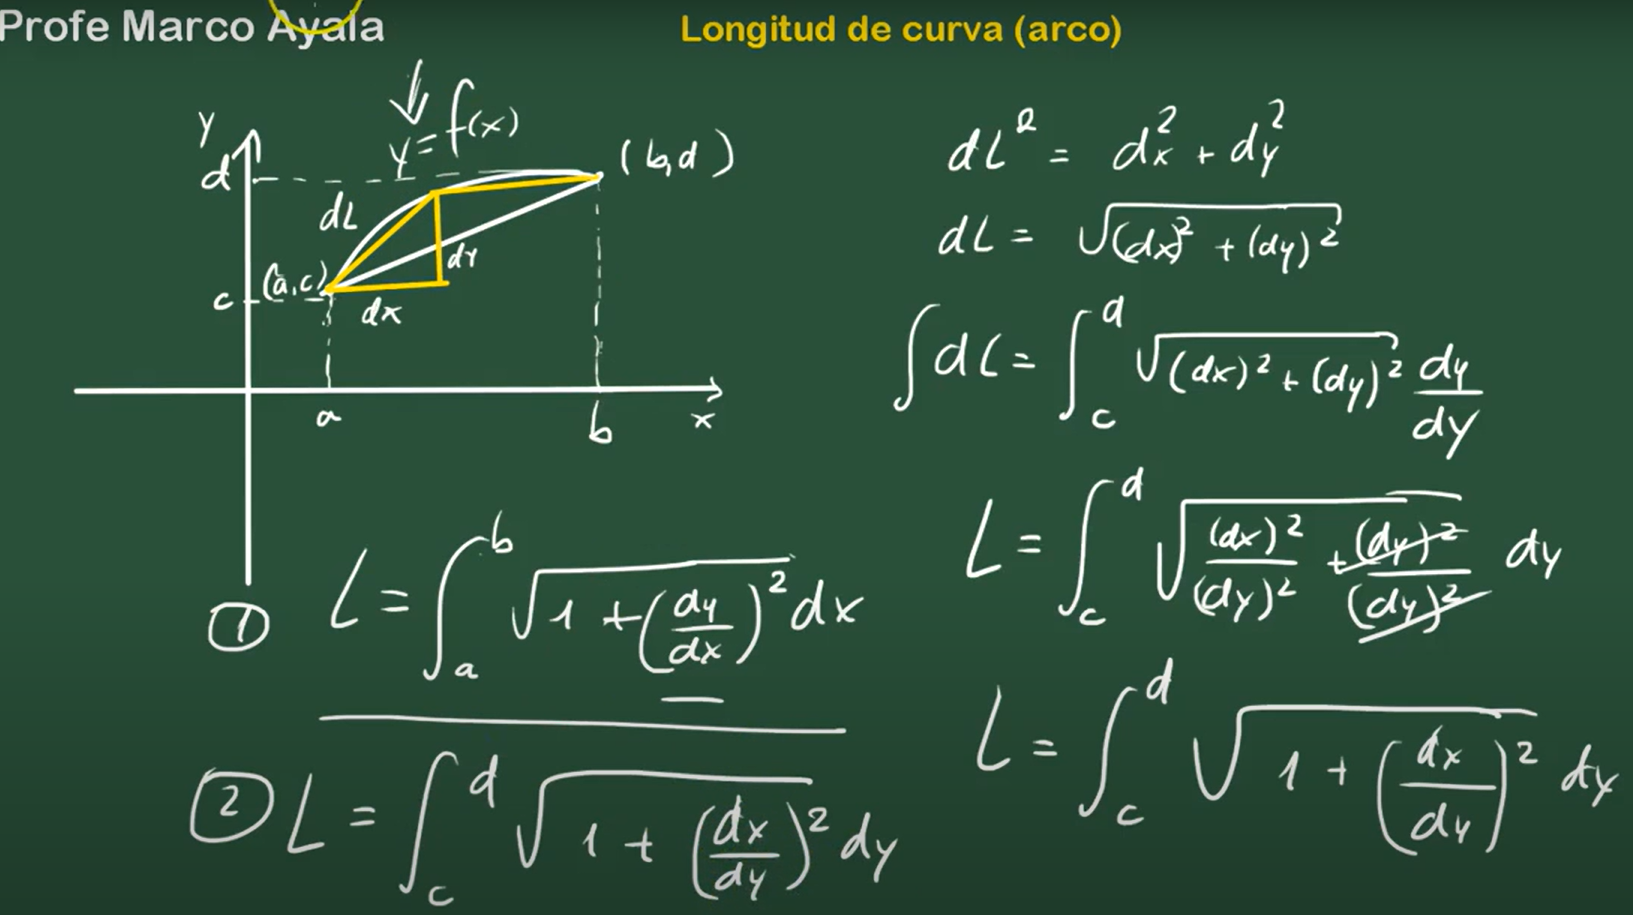 Profe Marco Ayala
Longitud de curva (arco)
y
d
y = f(x)
(b,d)
dL
(a,c)
c
dy
dx
a
b
x
dL² = dx² + dy²
dL = √((dx)² + (dy)²)
∫dL = ∫_c^d √((dx)² + (dy)²) dy/dy
L = ∫_c^d √((dx)²/(dy)² + (dy)²/(dy)²) dy
L = ∫_c^d √(1 + (dx/dy)²) dy
① L = ∫_a^b √(1 + (dy/dx)²) dx
② L = ∫_c^d √(1 + (dx/dy)²) dy